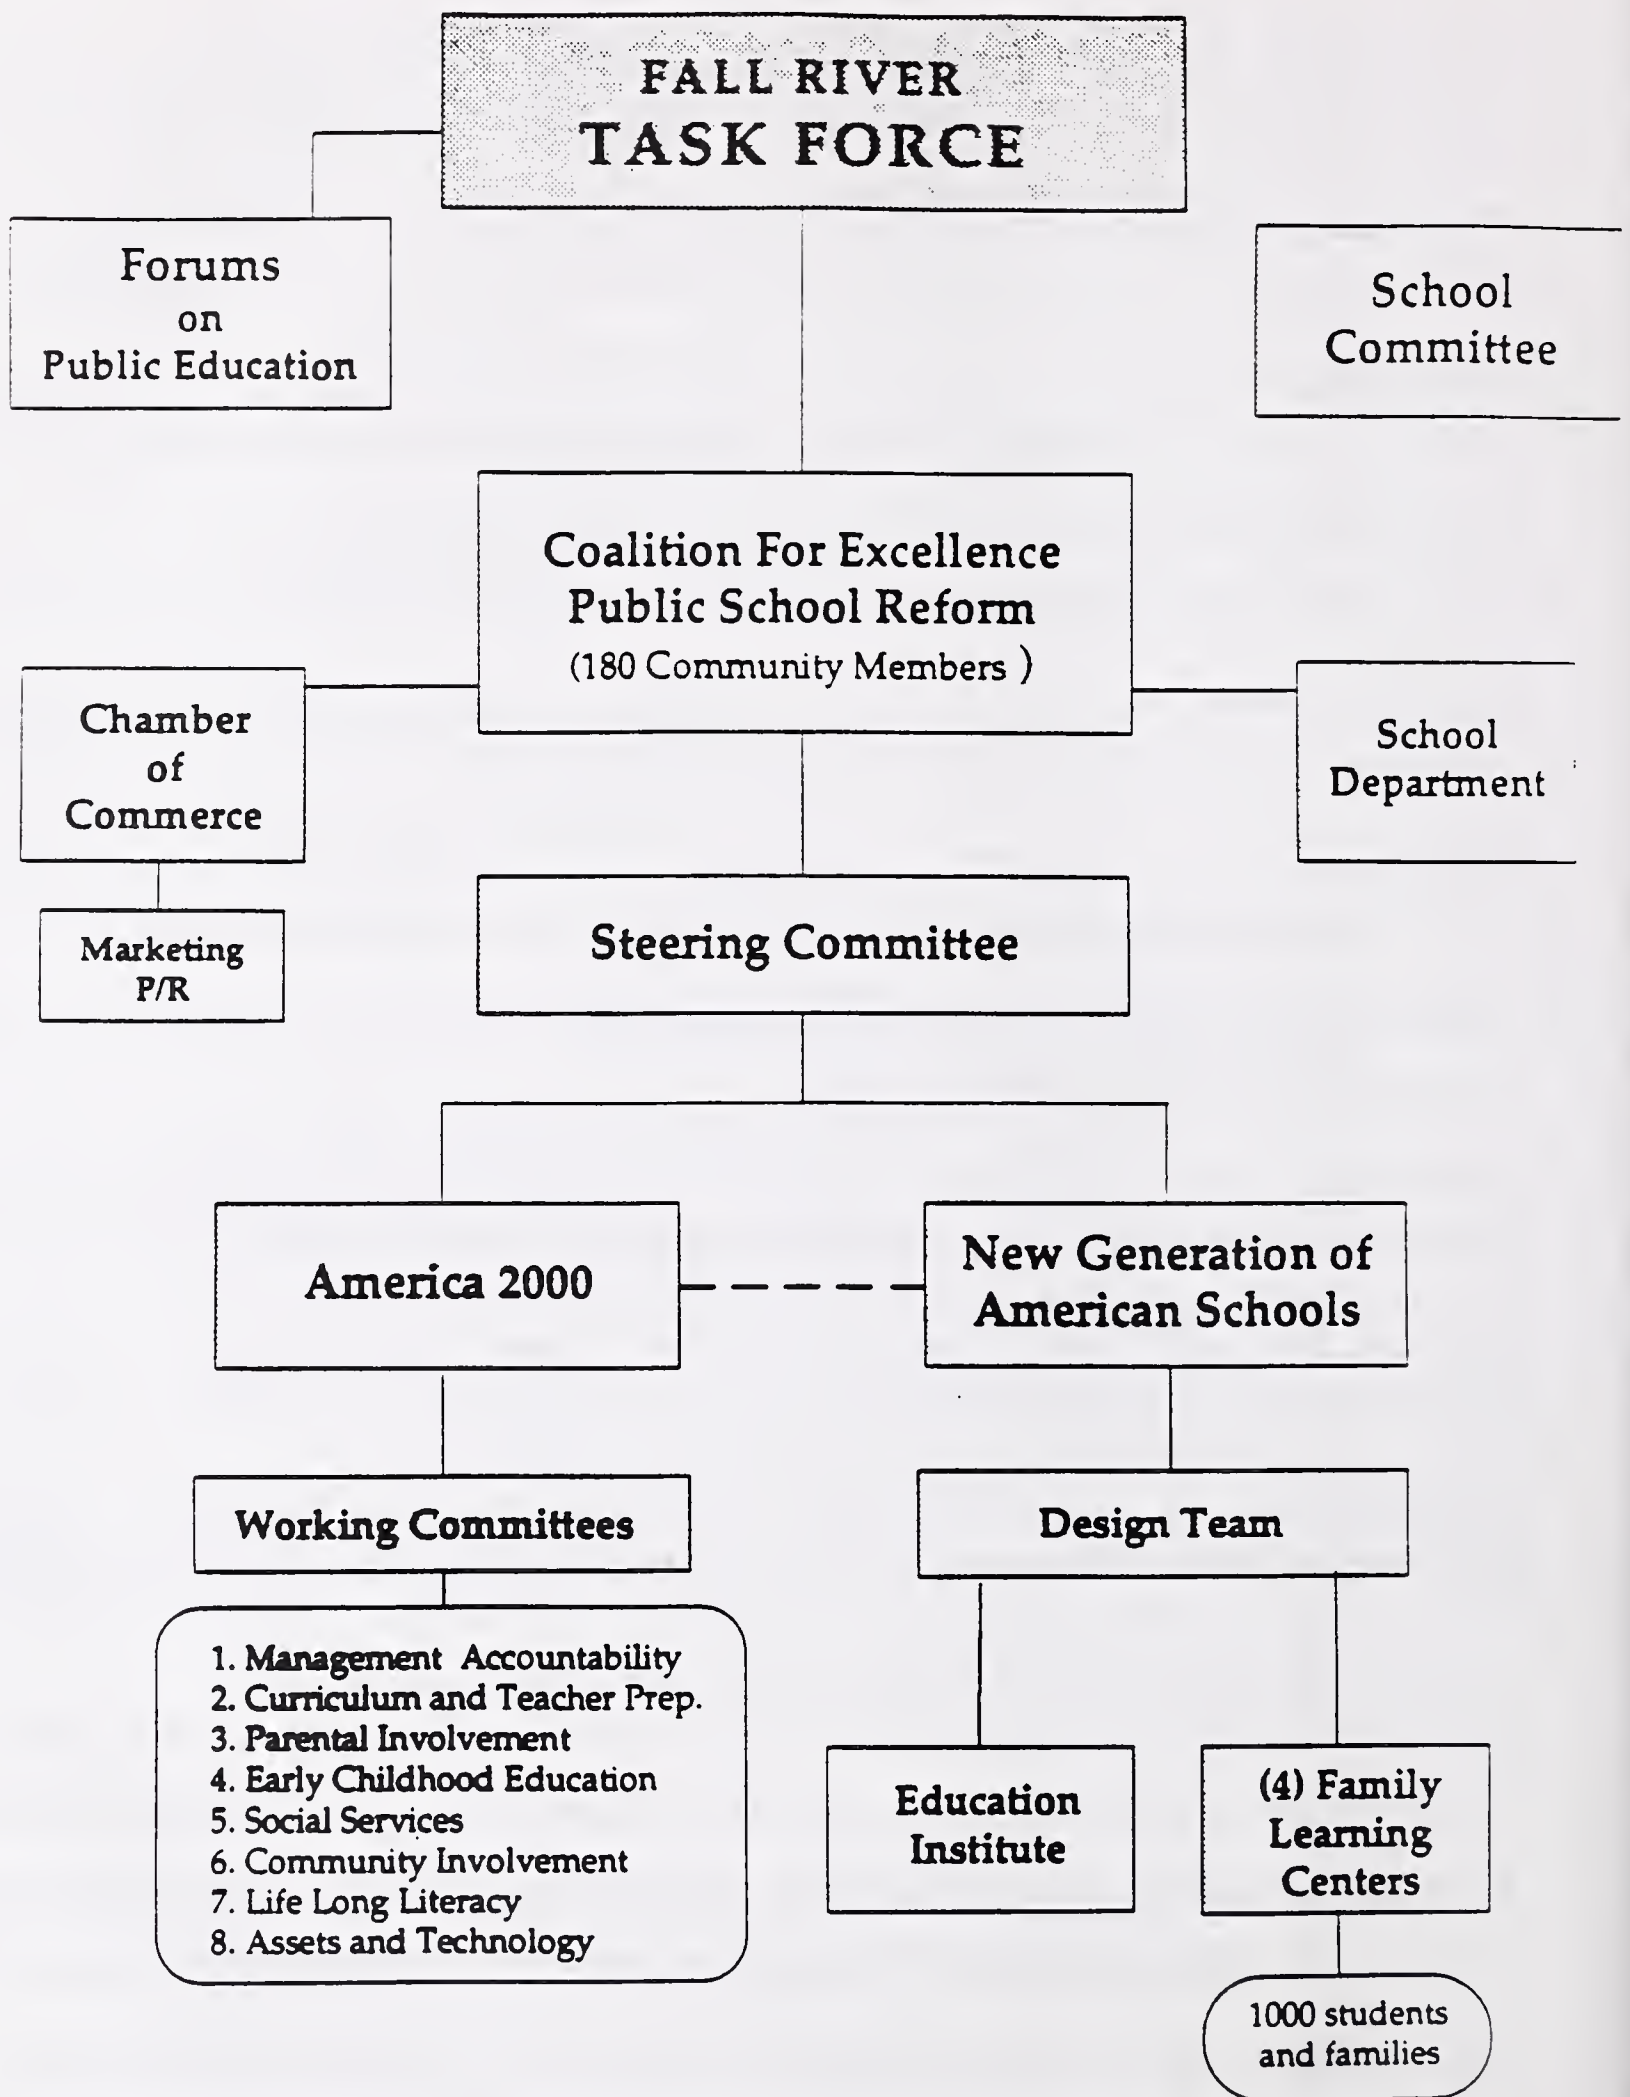 FALL RIVER
TASK FORCE
Forums
on
Public Education
School
Committee
Coalition For Excellence
Public School Reform
(180 Community Members )
Chamber
of
Commerce
School
Department
Marketing
P/R
Steering Committee
America 2000
New Generation of
American Schools
Working Committees
Design Team
1. Management Accountability
2. Curriculum and Teacher Prep.
3. Parental Involvement
4. Early Childhood Education
5. Social Services
6. Community Involvement
7. Life Long Literacy
8. Assets and Technology
Education
Institute
(4) Family
Learning
Centers
1000 students
and families